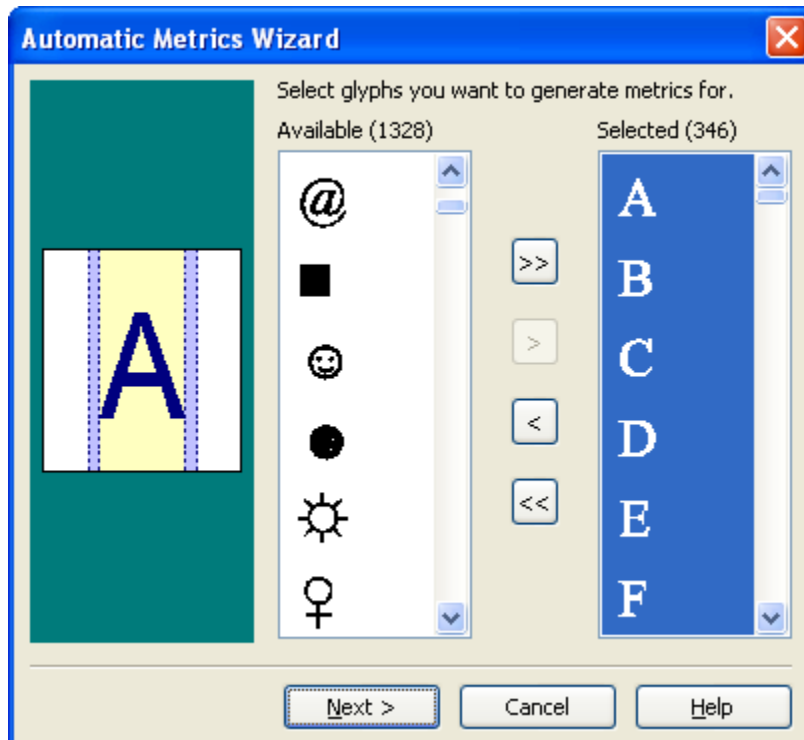 Automatic Metrics Wizard
Select glyphs you want to generate metrics for.
Available (1328)
Selected (346)
@
■
☺
☻
☼
♀
A
>>
>
<
<<
A
B
C
D
E
F
Next >
Cancel
Help